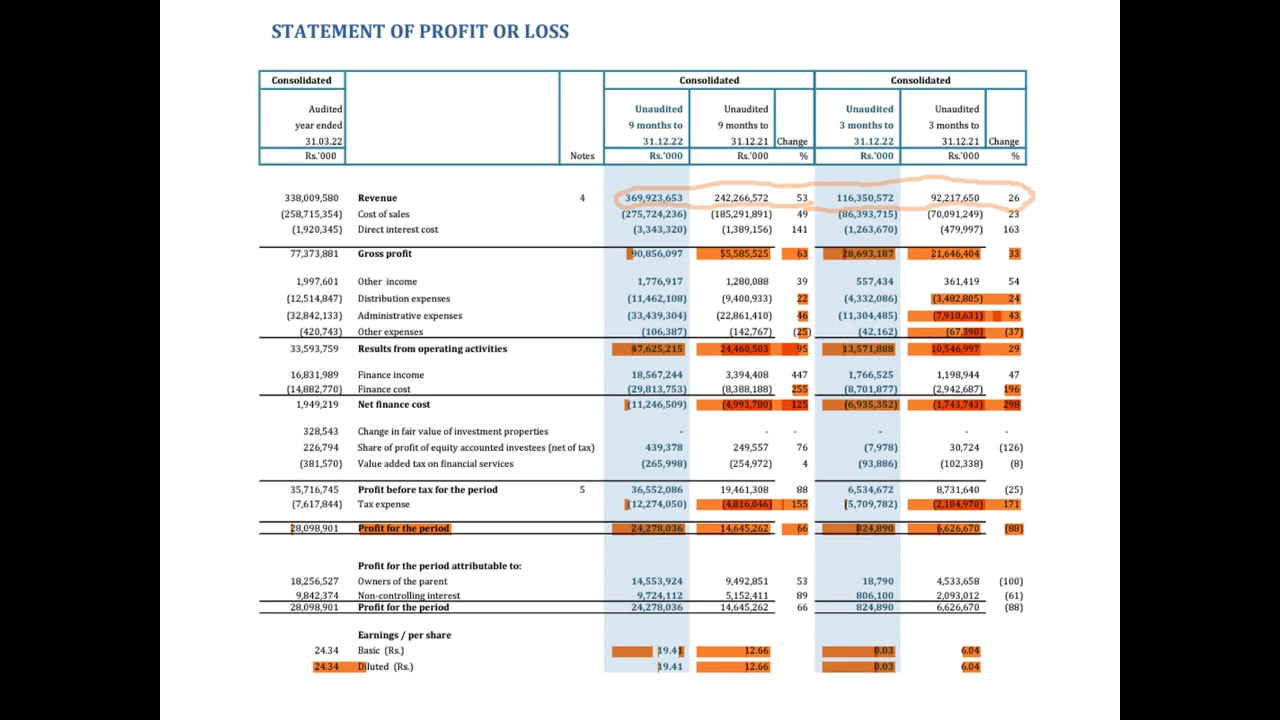 STATEMENT OF PROFIT OR LOSS
Consolidated Consolidated Consolidated
Audited Unaudited Unaudited Unaudited Unaudited
year ended 9 months to 9 months to 3 months to 3 months to
31.03.22 31.12.22 31.12.21 Change 31.12.22 31.12.21 Change
Rs.'000 Notes Rs.'000 Rs.'000 % Rs.'000 Rs.'000 %
338,009,580 Revenue 4 369,923,653 242,266,572 53 116,350,572 92,217,650 26
(258,715,354) Cost of sales (275,724,236) (185,291,891) 49 (86,393,715) (70,091,249) 23
(1,920,345) Direct interest cost (3,343,320) (1,389,156) 141 (1,263,670) (479,997) 163
77,373,881 Gross profit 90,856,097 55,585,525 63 28,693,187 21,646,404 33
1,997,601 Other income 1,776,917 1,280,088 39 557,434 361,419 54
(12,514,847) Distribution expenses (11,462,108) (9,400,933) 22 (4,332,086) (3,482,805) 24
(32,842,133) Administrative expenses (33,439,304) (22,861,410) 46 (11,304,485) (7,910,631) 43
(420,743) Other expenses (106,387) (142,767) (25) (42,162) (67,390) (37)
33,593,759 Results from operating activities 47,625,215 24,460,503 95 13,571,888 10,546,997 29
16,831,989 Finance income 18,567,244 3,394,408 447 1,766,525 1,198,944 47
(14,882,770) Finance cost (29,813,753) (8,388,188) 255 (8,701,877) (2,942,687) 196
1,949,219 Net finance cost (11,246,509) (4,993,780) 125 (6,935,352) (1,743,743) 298
328,543 Change in fair value of investment properties - - - - - -
226,794 Share of profit of equity accounted investees (net of tax) 439,378 249,557 76 (7,978) 30,724 (126)
(381,570) Value added tax on financial services (265,998) (254,972) 4 (93,886) (102,338) (8)
35,716,745 Profit before tax for the period 5 36,552,086 19,461,308 88 6,534,672 8,731,640 (25)
(7,617,844) Tax expense (12,274,050) (4,816,046) 155 (5,709,782) (2,104,970) 171
28,098,901 Profit for the period 24,278,036 14,645,262 66 824,890 6,626,670 (88)
Profit for the period attributable to:
18,256,527 Owners of the parent 14,553,924 9,492,851 53 18,790 4,533,658 (100)
9,842,374 Non-controlling interest 9,724,112 5,152,411 89 806,100 2,093,012 (61)
28,098,901 Profit for the period 24,278,036 14,645,262 66 824,890 6,626,670 (88)
Earnings / per share
24.34 Basic (Rs.) 19.41 12.66 0.03 6.04
24.34 Diluted (Rs.) 19.41 12.66 0.03 6.04